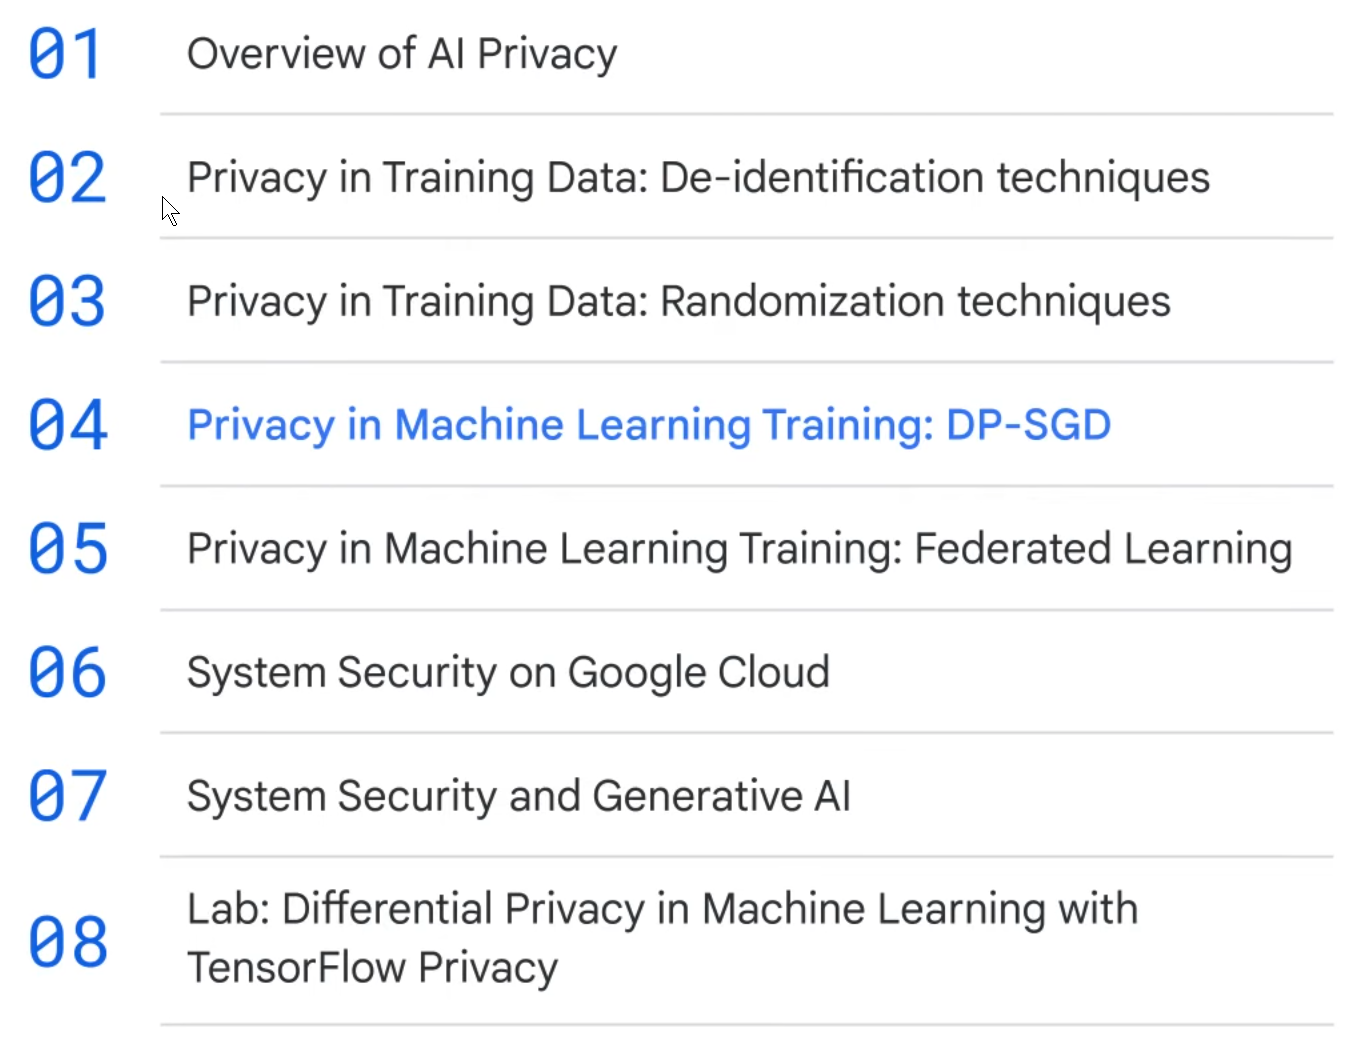 01 Overview of AI Privacy
02 Privacy in Training Data: De-identification techniques
03 Privacy in Training Data: Randomization techniques
04 Privacy in Machine Learning Training: DP-SGD
05 Privacy in Machine Learning Training: Federated Learning
06 System Security on Google Cloud
07 System Security and Generative AI
08 Lab: Differential Privacy in Machine Learning with
TensorFlow Privacy